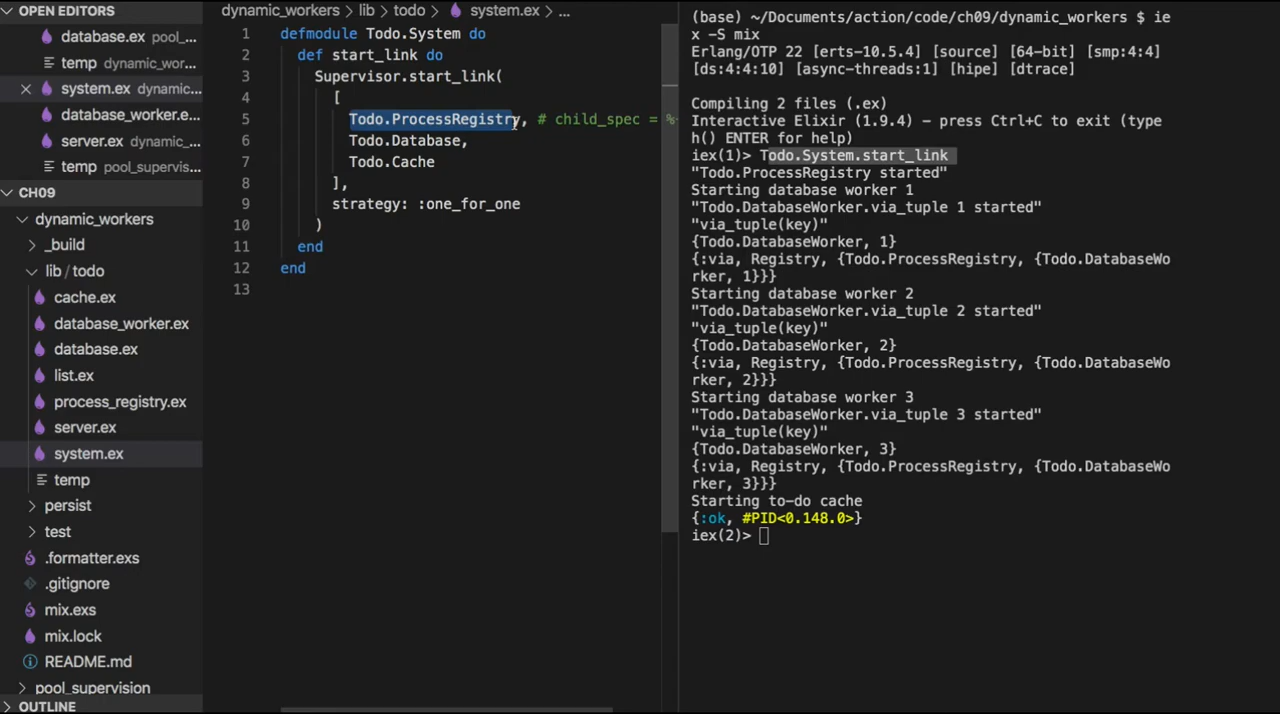 OPEN EDITORS
database.ex pool_...
temp dynamic_wor...
system.ex dynamic...
database_worker.e...
server.ex dynamic...
temp pool_supervis...
CH09
dynamic_workers
_build
lib / todo
cache.ex
database_worker.ex
database.ex
list.ex
process_registry.ex
server.ex
system.ex
temp
persist
test
.formatter.exs
.gitignore
mix.exs
mix.lock
README.md
pool_supervision
OUTLINE
dynamic_workers > lib > todo > system.ex > ...
1 defmodule Todo.System do
2 def start_link do
3 Supervisor.start_link(
4 [
5 Todo.ProcessRegistry, # child_spec = %
6 Todo.Database,
7 Todo.Cache
8 ],
9 strategy: :one_for_one
10 )
11 end
12 end
13
(base) ~/Documents/action/code/ch09/dynamic_workers $ ie
x -S mix
Erlang/OTP 22 [erts-10.5.4] [source] [64-bit] [smp:4:4]
[ds:4:4:10] [async-threads:1] [hipe] [dtrace]
Compiling 2 files (.ex)
Interactive Elixir (1.9.4) - press Ctrl+C to exit (type
h() ENTER for help)
iex(1)> Todo.System.start_link
"Todo.ProcessRegistry started"
Starting database worker 1
"Todo.DatabaseWorker.via_tuple 1 started"
"via_tuple(key)"
{Todo.DatabaseWorker, 1}
{:via, Registry, {Todo.ProcessRegistry, {Todo.DatabaseWo
rker, 1}}}
Starting database worker 2
"Todo.DatabaseWorker.via_tuple 2 started"
"via_tuple(key)"
{Todo.DatabaseWorker, 2}
{:via, Registry, {Todo.ProcessRegistry, {Todo.DatabaseWo
rker, 2}}}
Starting database worker 3
"Todo.DatabaseWorker.via_tuple 3 started"
"via_tuple(key)"
{Todo.DatabaseWorker, 3}
{:via, Registry, {Todo.ProcessRegistry, {Todo.DatabaseWo
rker, 3}}}
Starting to-do cache
{:ok, #PID<0.148.0>}
iex(2)>